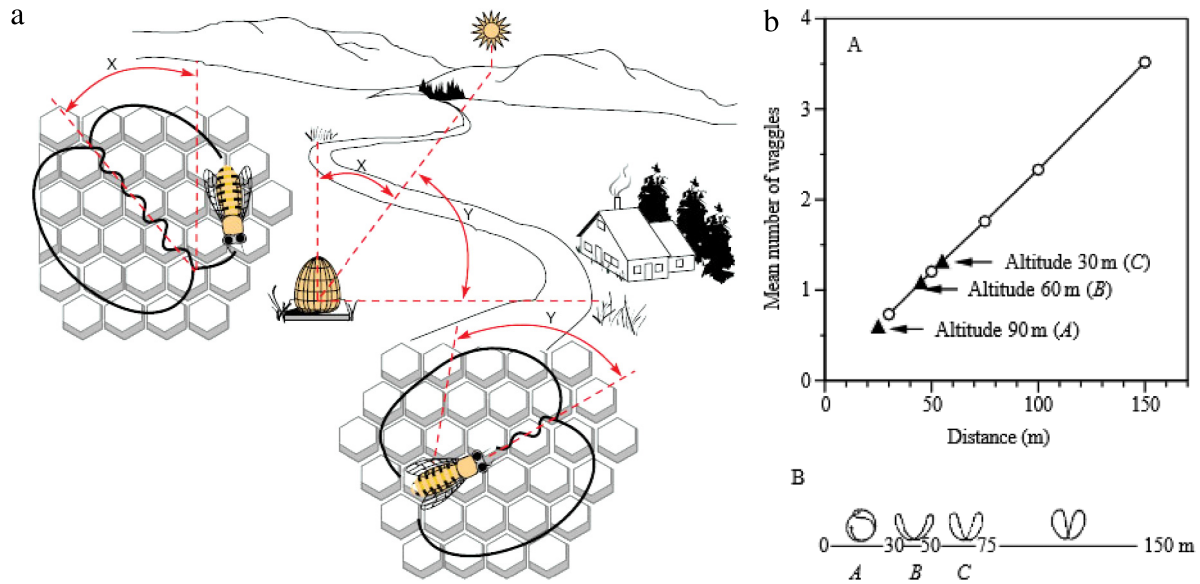 a
X
X
Y
Y
b
A
Mean number of waggles
4
3
2
1
0
Altitude 30 m (C)
Altitude 60 m (B)
Altitude 90 m (A)
0 50 100 150
Distance (m)
B
0 30 50 75 150 m
A B C